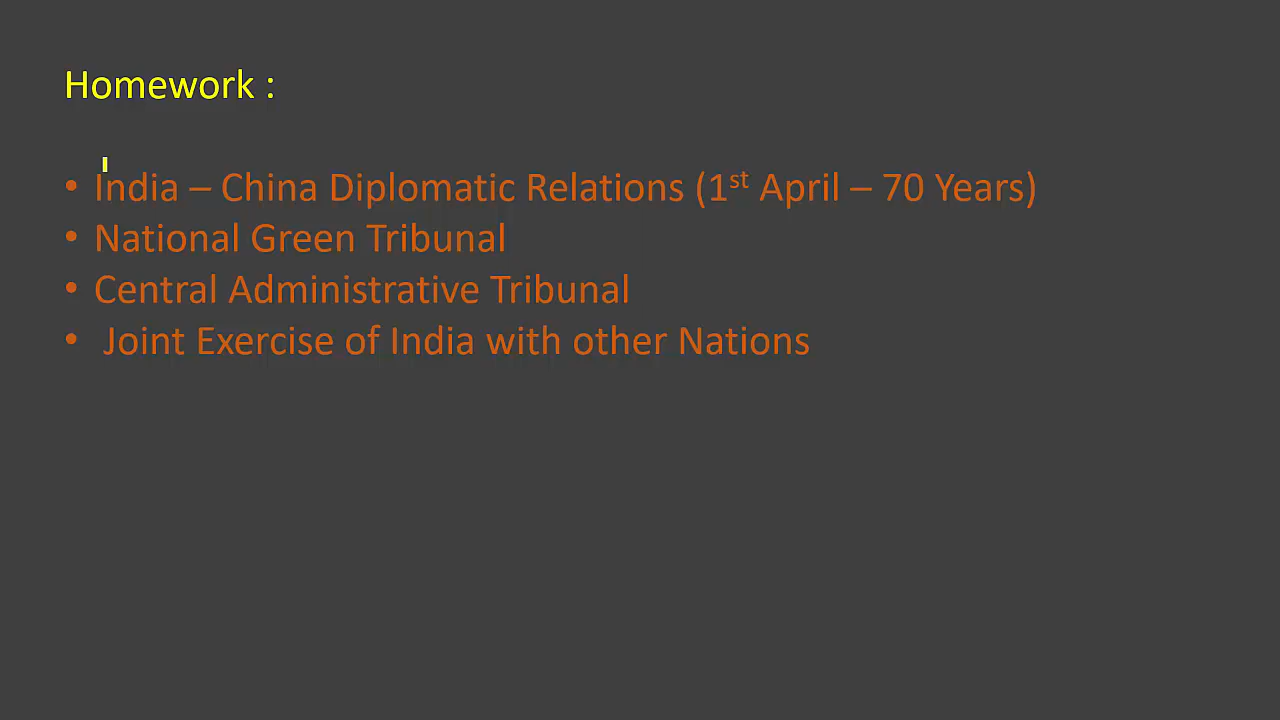 Homework :
• India – China Diplomatic Relations (1st April – 70 Years)
• National Green Tribunal
• Central Administrative Tribunal
• Joint Exercise of India with other Nations